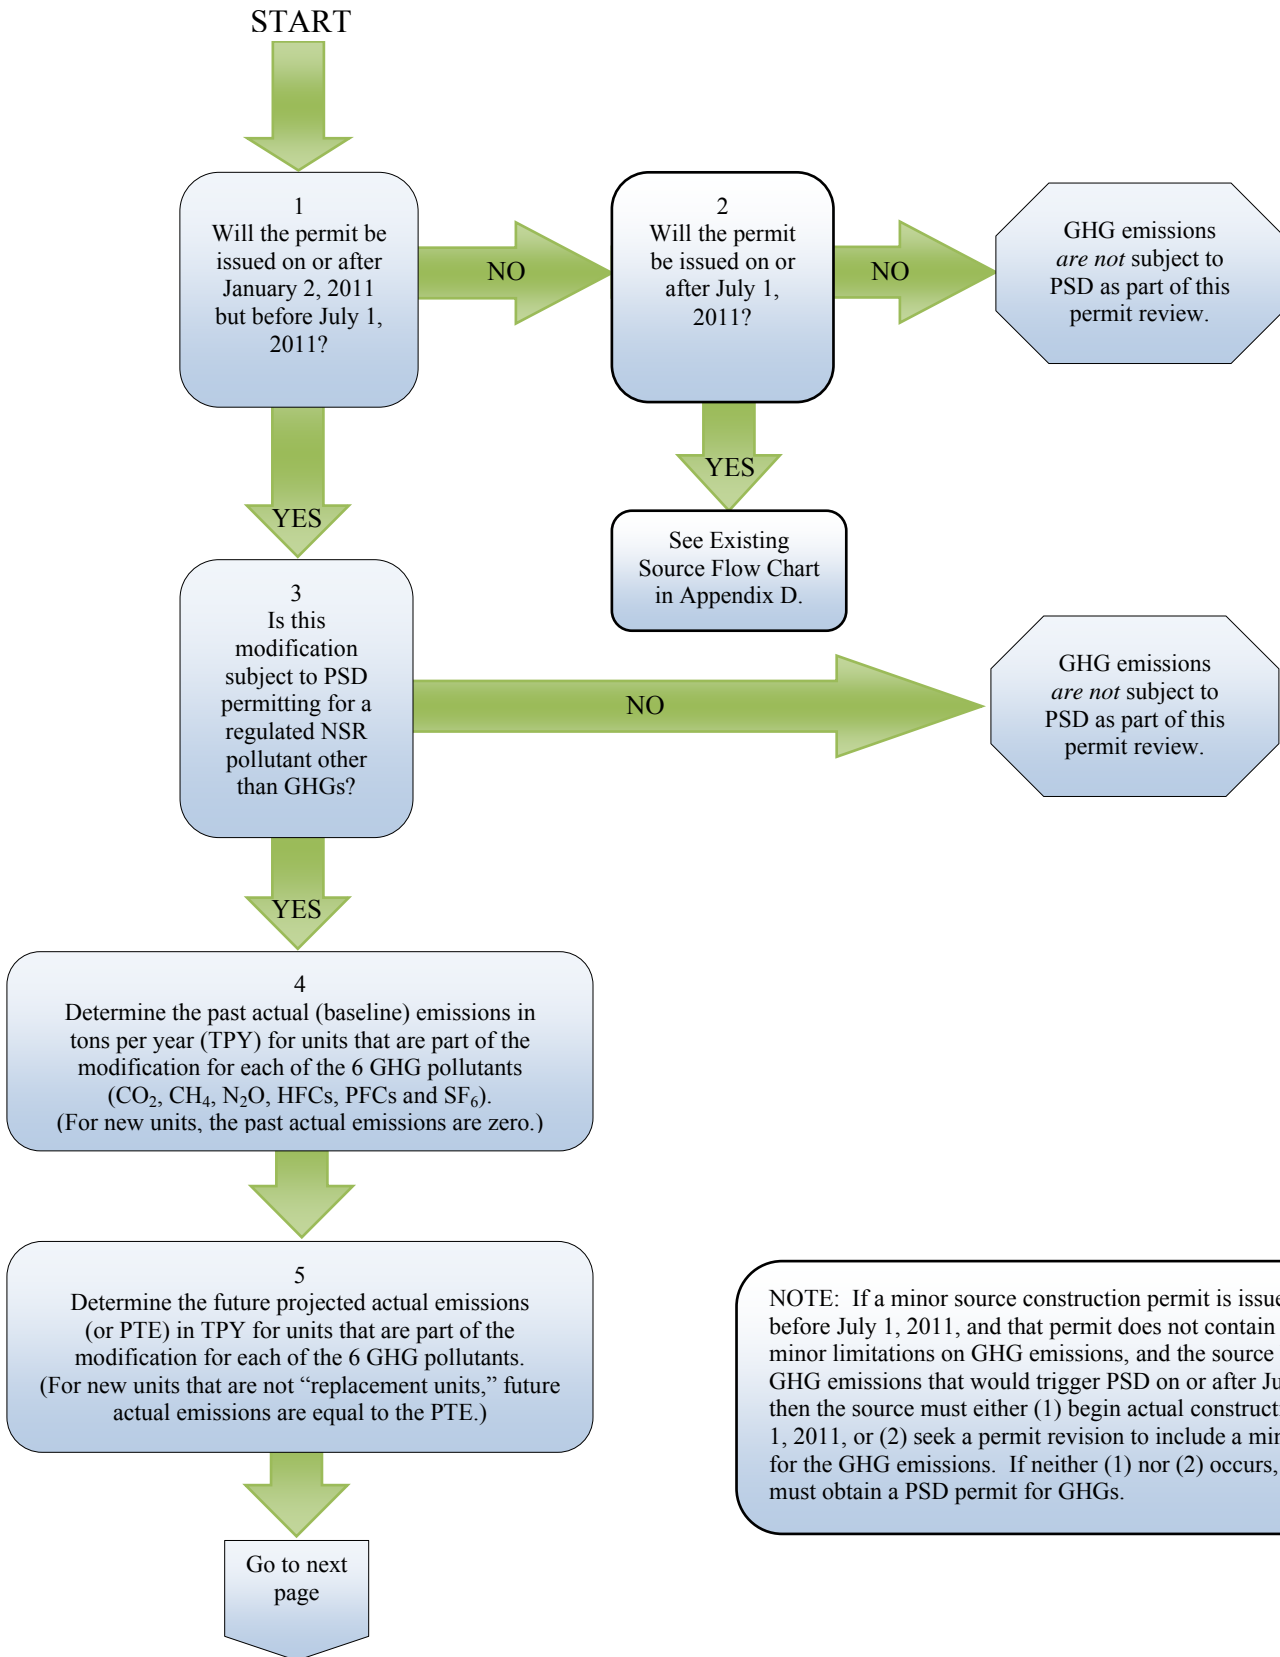 START
1
Will the permit be
issued on or after
January 2, 2011
but before July 1,
2011?
NO
2
Will the permit
be issued on or
after July 1,
2011?
NO
GHG emissions
are not subject to
PSD as part of this
permit review.
YES
YES
See Existing
Source Flow Chart
in Appendix D.
3
Is this
modification
subject to PSD
permitting for a
regulated NSR
pollutant other
than GHGs?
NO
GHG emissions
are not subject to
PSD as part of this
permit review.
YES
4
Determine the past actual (baseline) emissions in
tons per year (TPY) for units that are part of the
modification for each of the 6 GHG pollutants
(CO₂, CH₄, N₂O, HFCs, PFCs and SF₆).
(For new units, the past actual emissions are zero.)
5
Determine the future projected actual emissions
(or PTE) in TPY for units that are part of the
modification for each of the 6 GHG pollutants.
(For new units that are not “replacement units,” future
actual emissions are equal to the PTE.)
Go to next
page
NOTE: If a minor source construction permit is issue
before July 1, 2011, and that permit does not contain
minor limitations on GHG emissions, and the source
GHG emissions that would trigger PSD on or after Ju
then the source must either (1) begin actual constructi
1, 2011, or (2) seek a permit revision to include a min
for the GHG emissions. If neither (1) nor (2) occurs,
must obtain a PSD permit for GHGs.